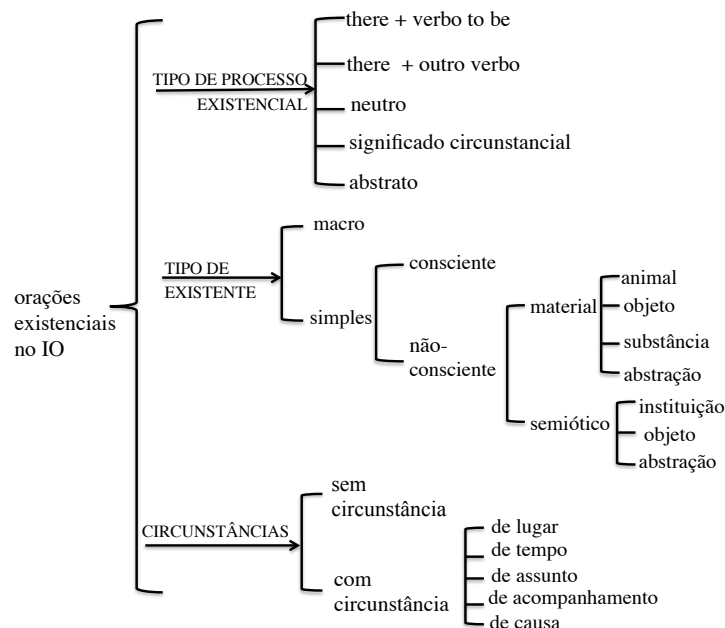 there + verbo to be
there + outro verbo
TIPO DE PROCESSO
EXISTENCIAL
neutro
significado circunstancial
abstrato
macro
TIPO DE
EXISTENTE
simples
consciente
não-
consciente
material
animal
objeto
substância
abstração
semiótico
instituição
objeto
abstração
orações
existenciais
no IO
CIRCUNSTÂNCIAS
sem
circunstância
com
circunstância
de lugar
de tempo
de assunto
de acompanhamento
de causa